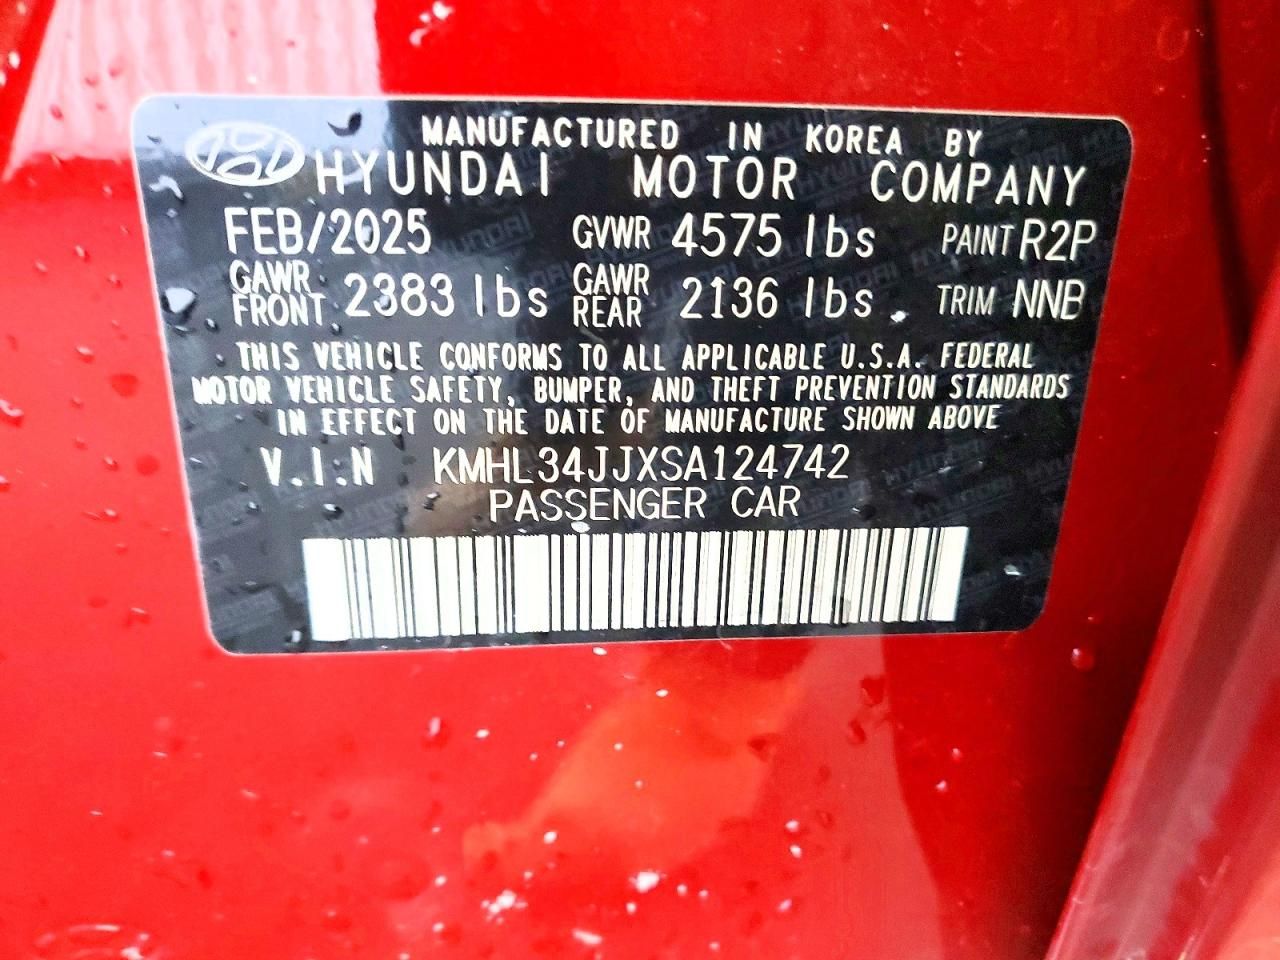 MANUFACTURED IN KOREA BY
HYUNDAI MOTOR COMPANY
FEB/2025 GVWR 4575 lbs PAINT R2P
GAWR FRONT 2383 lbs GAWR REAR 2136 lbs TRIM NNB
THIS VEHICLE CONFORMS TO ALL APPLICABLE U.S.A. FEDERAL
MOTOR VEHICLE SAFETY, BUMPER, AND THEFT PREVENTION STANDARDS
IN EFFECT ON THE DATE OF MANUFACTURE SHOWN ABOVE
V.I.N KMHL34JJXSA124742
PASSENGER CAR